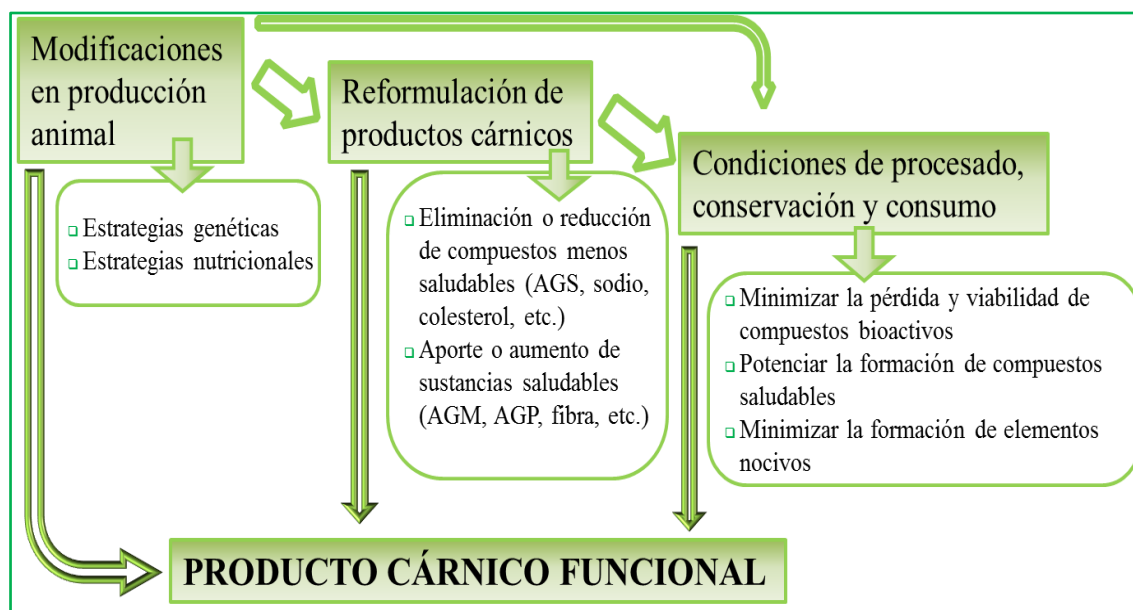 Modificaciones
en producción
animal
Estrategias genéticas
Estrategias nutricionales
Reformulación de
productos cárnicos
Eliminación o reducción
de compuestos menos
saludables (AGS, sodio,
colesterol, etc.)
Aporte o aumento de
sustancias saludables
(AGM, AGP, fibra, etc.)
Condiciones de procesado,
conservación y consumo
Minimizar la pérdida y viabilidad de
compuestos bioactivos
Potenciar la formación de compuestos
saludables
Minimizar la formación de elementos
nocivos
PRODUCTO CÁRNICO FUNCIONAL